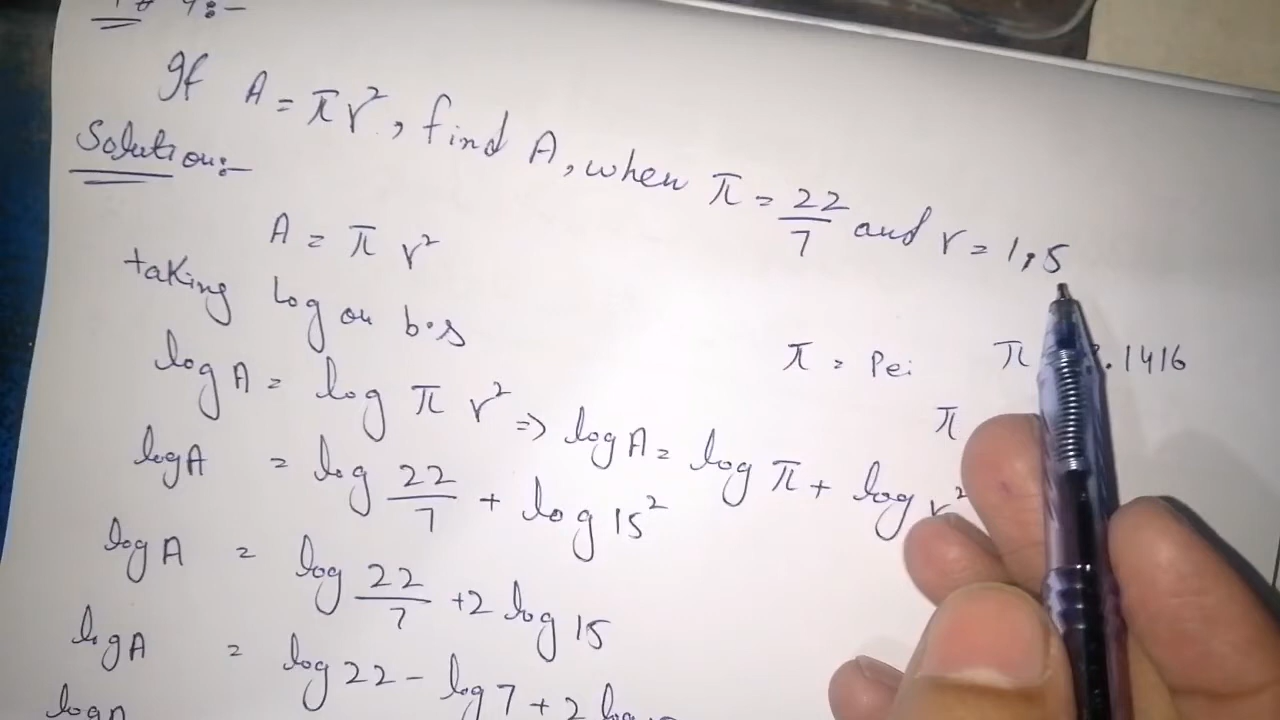 4:-
If A = πr², find A, when π = 22/7 and r = 1,5
Solution:-
A = π r²
taking Log on b.s
log A = log π r² => log A = log π + log r²
log A = log 22/7 + log 15²
log A = log 22/7 + 2 log 15
log A = log 22 - log 7 + 2
π = Pei
π .1416
π